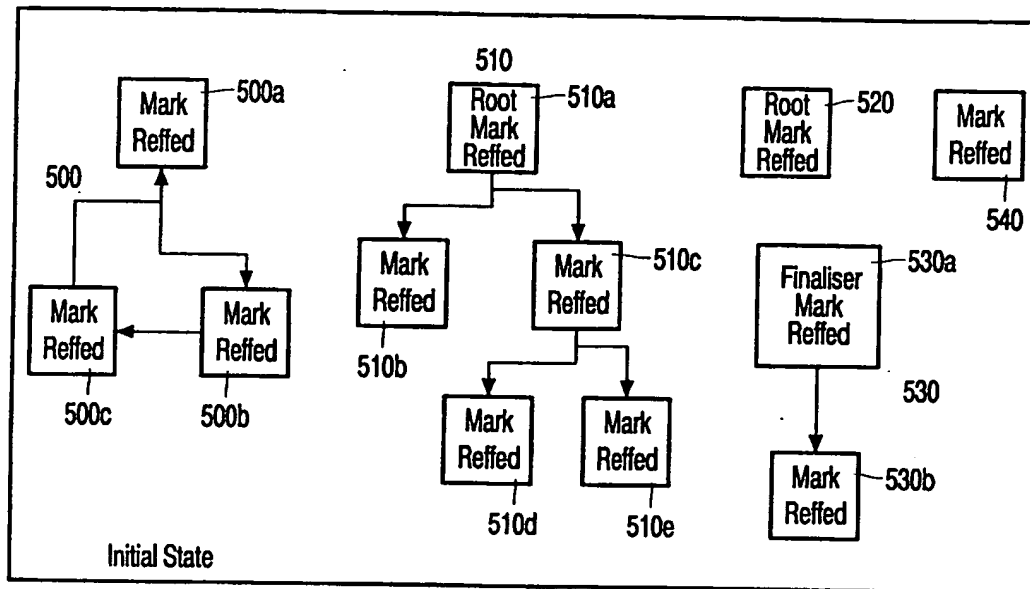 Mark
Reffed
500a
500
Mark
Reffed
500c
Mark
Reffed
500b
510
Root
Mark
Reffed
510a
Mark
Reffed
510b
Mark
Reffed
510c
Mark
Reffed
510d
Mark
Reffed
510e
Root
Mark
Reffed
520
Mark
Reffed
540
Finaliser
Mark
Reffed
530a
530
Mark
Reffed
530b
Initial State